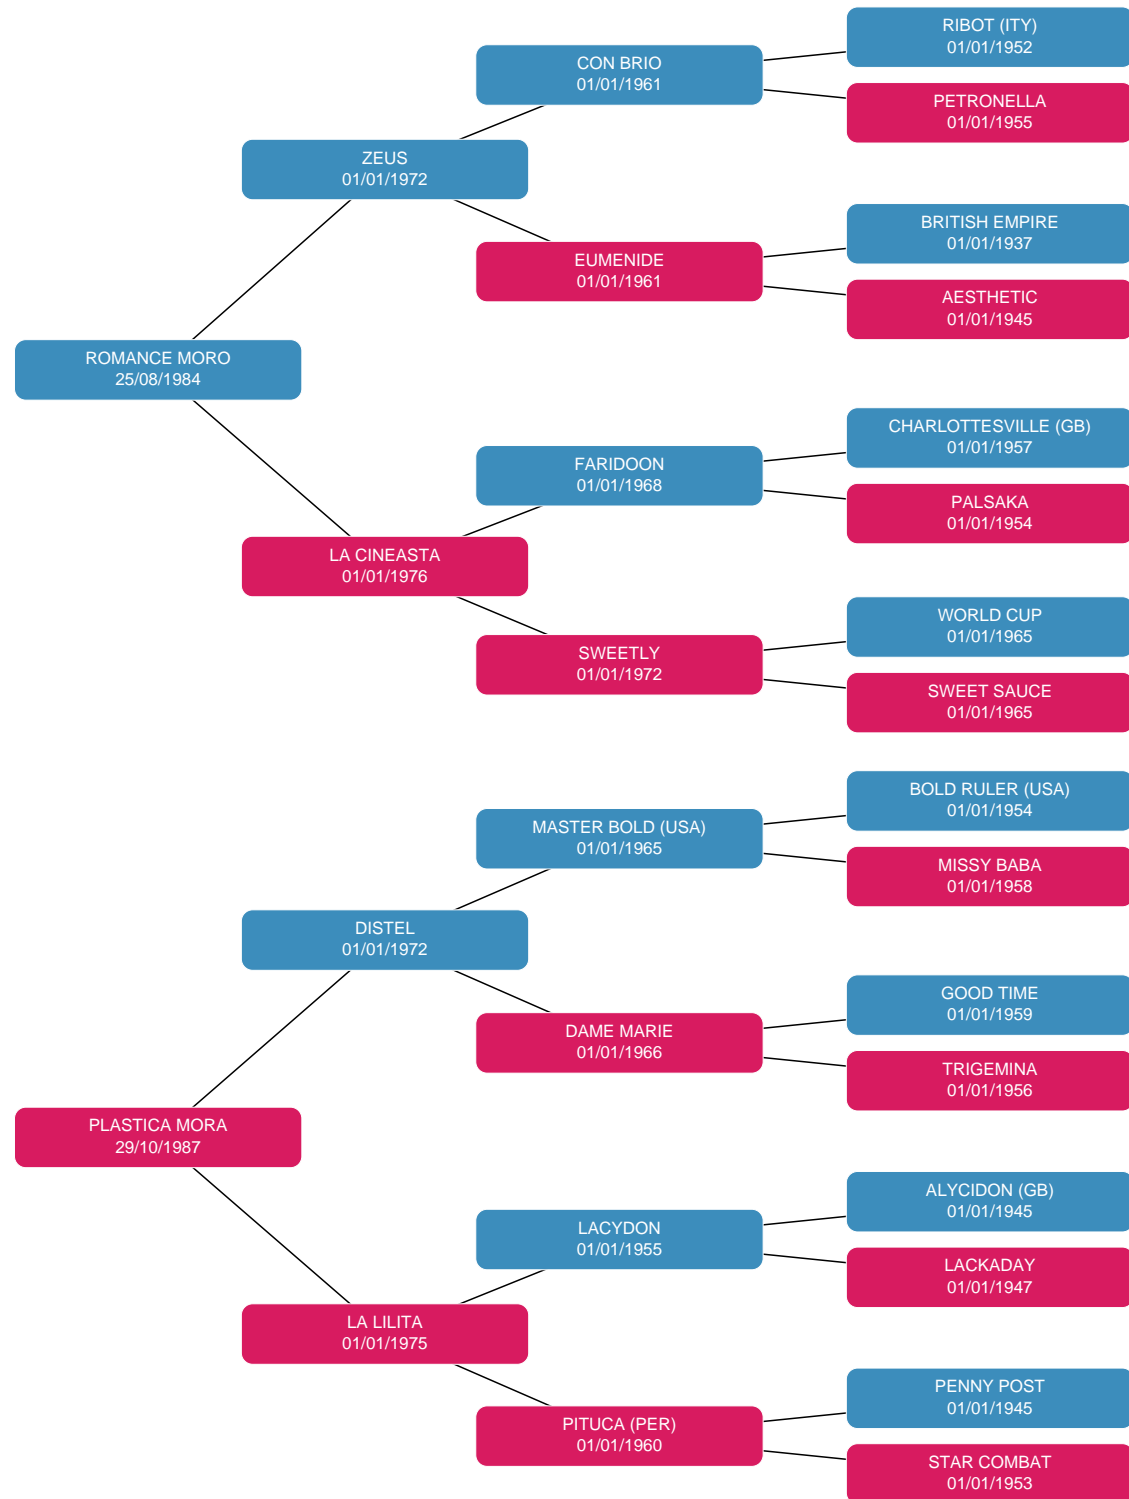 RIBOT (ITY)
01/01/1952
CON BRIO
01/01/1961
PETRONELLA
01/01/1955
ZEUS
01/01/1972
BRITISH EMPIRE
01/01/1937
EUMENIDE
01/01/1961
AESTHETIC
01/01/1945
ROMANCE MORO
25/08/1984
CHARLOTTESVILLE (GB)
01/01/1957
FARIDOON
01/01/1968
PALSAKA
01/01/1954
LA CINEASTA
01/01/1976
WORLD CUP
01/01/1965
SWEETLY
01/01/1972
SWEET SAUCE
01/01/1965
BOLD RULER (USA)
01/01/1954
MASTER BOLD (USA)
01/01/1965
MISSY BABA
01/01/1958
DISTEL
01/01/1972
GOOD TIME
01/01/1959
DAME MARIE
01/01/1966
TRIGEMINA
01/01/1956
PLASTICA MORA
29/10/1987
ALYCIDON (GB)
01/01/1945
LACYDON
01/01/1955
LACKADAY
01/01/1947
LA LILITA
01/01/1975
PENNY POST
01/01/1945
PITUCA (PER)
01/01/1960
STAR COMBAT
01/01/1953